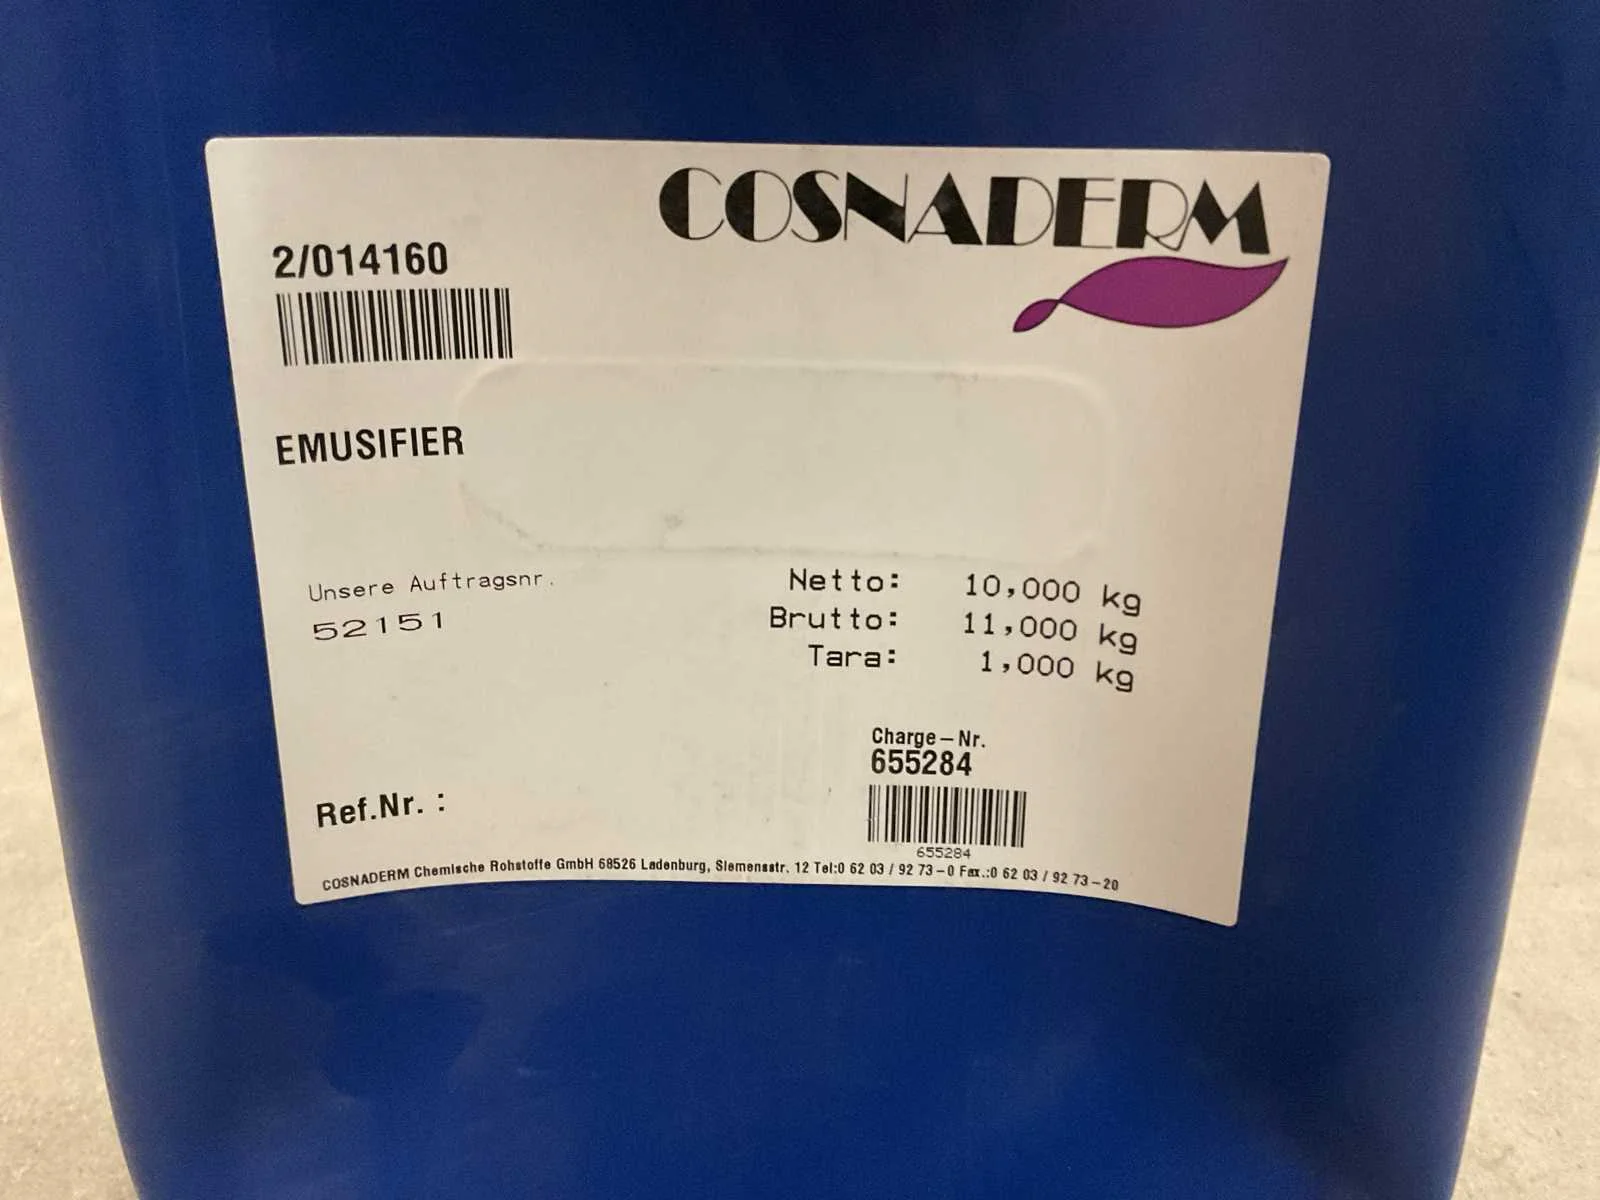 COSNADERM
2/014160
EMUSIFIER
Unsere Auftragsnr.
52151
Netto: 10,000 kg
Brutto: 11,000 kg
Tara: 1,000 kg
Charge-Nr.
655284
655284
Ref.Nr. :
COSNADERM Chemische Rohstoffe GmbH 68526 Ladenburg, Siemensstr. 12 Tel:0 62 03 / 92 73-0 Fax.:0 62 03 / 92 73-20